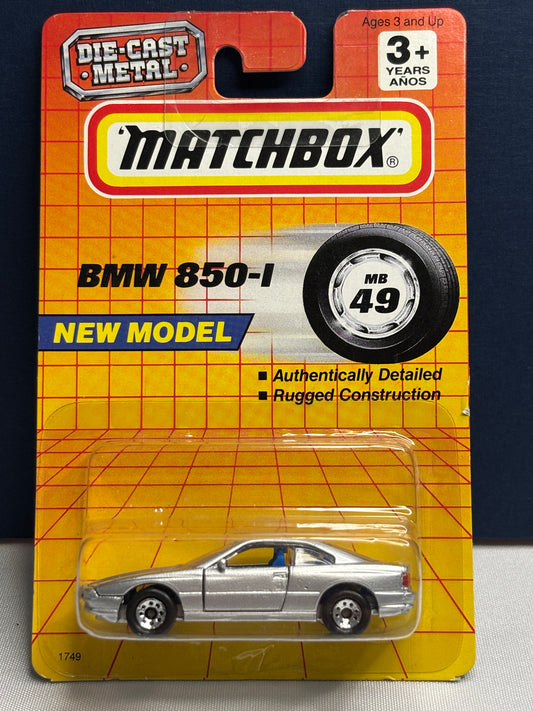 DIE-CAST
METAL
Ages 3 and Up
3+
YEARS
AÑOS
'MATCHBOX'®
BMW 850-I
MB
49
NEW MODEL
■ Authentically Detailed
■ Rugged Construction
1749